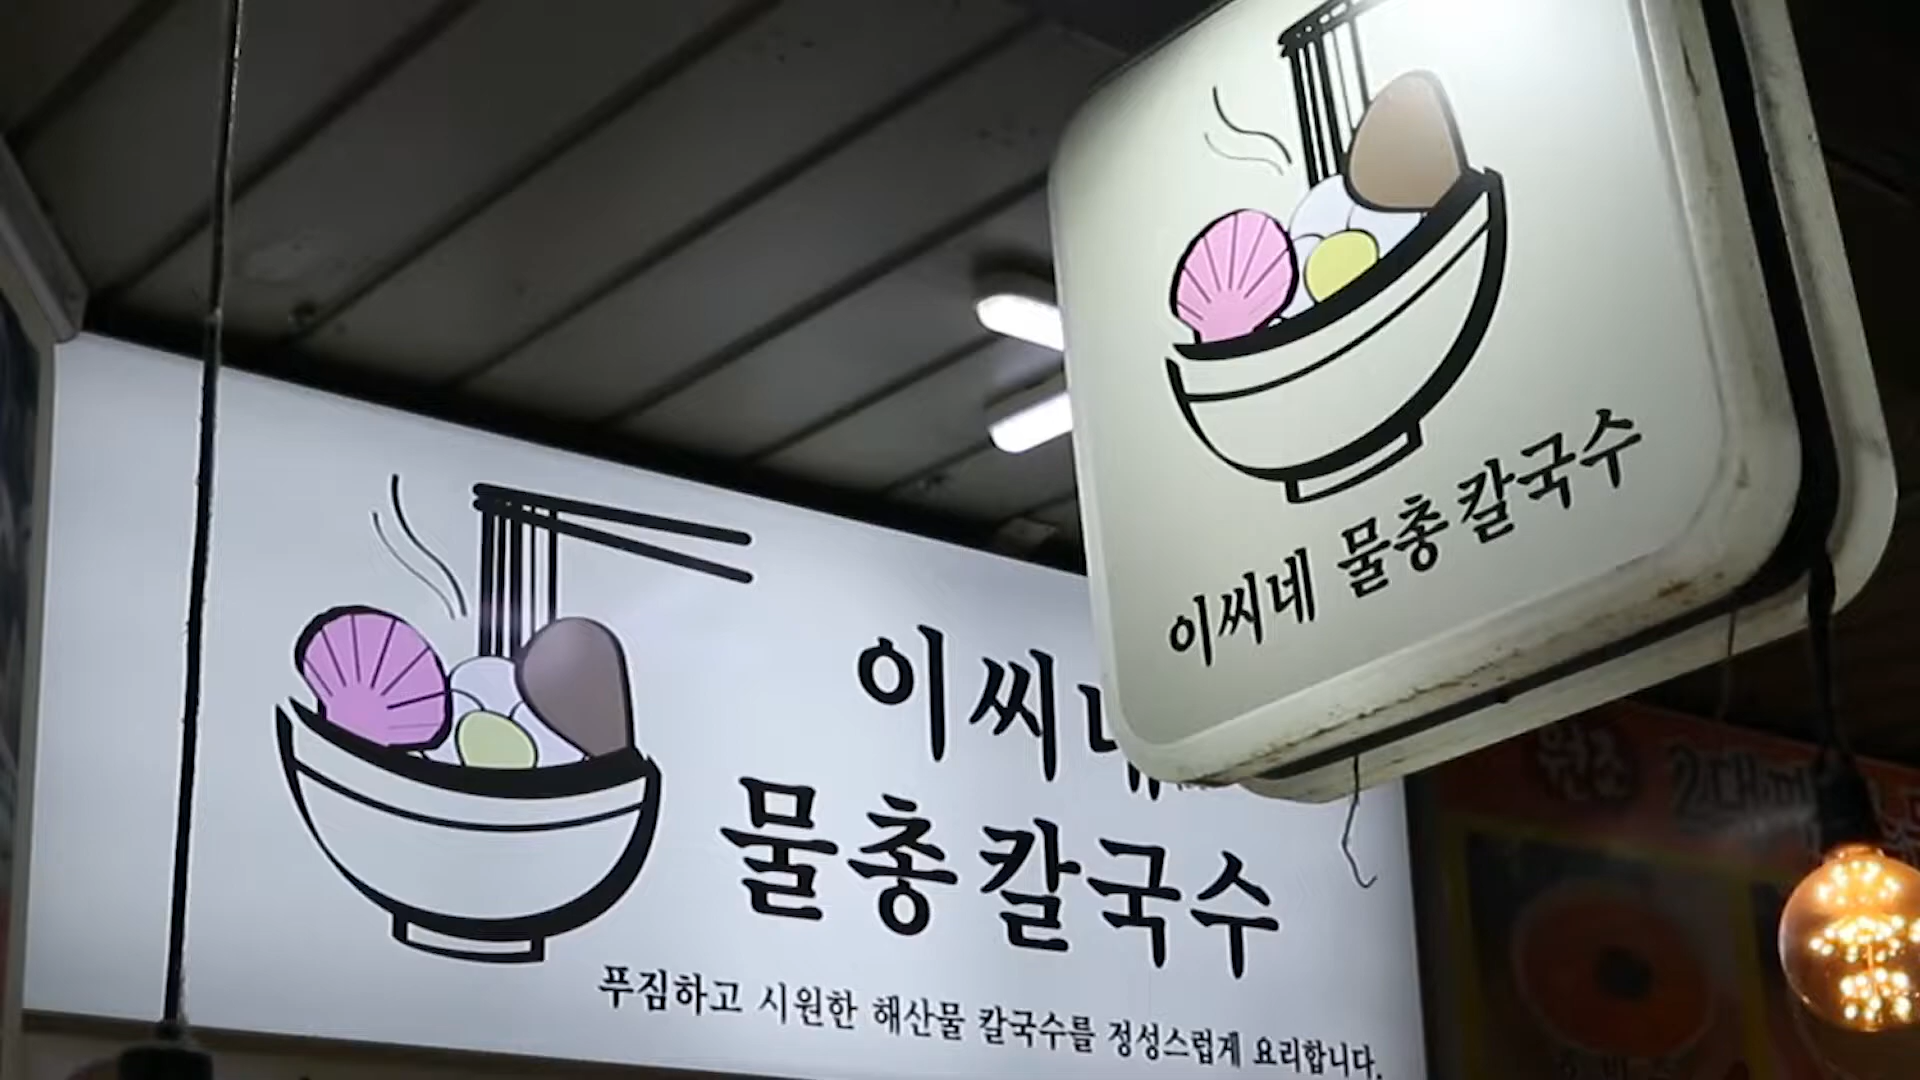 이씨네 물총칼국수
이씨네
물총칼국수
푸짐하고 시원한 해산물 칼국수를 정성스럽게 요리합니다.
원조